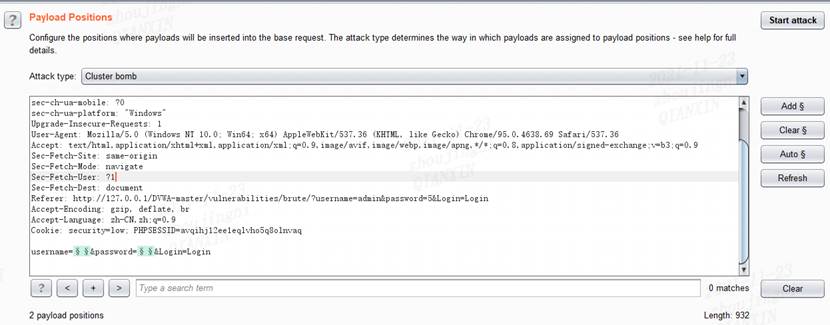 Payload Positions
Start attack
Configure the positions where payloads will be inserted into the base request. The attack type determines the way in which payloads are assigned to payload positions - see help for full
details.
Attack type: Cluster bomb
sec-ch-ua-mobile: ?0
sec-ch-ua-platform: "Windows"
Upgrade-Insecure-Requests: 1
User-Agent: Mozilla/5.0 (Windows NT 10.0; Win64; x64) AppleWebKit/537.36 (KHTML, like Gecko) Chrome/95.0.4638.69 Safari/537.36
Accept: text/html,application/xhtml+xml,application/xml;q=0.9,image/avif,image/webp,image/apng,*/*;q=0.8,application/signed-exchange;v=b3;q=0.9
Sec-Fetch-Site: same-origin
Sec-Fetch-Mode: navigate
Sec-Fetch-User: ?1
Sec-Fetch-Dest: document
Referer: http://127.0.0.1/DVWA-master/vulnerabilities/brute/?username=admin&password=5&Login=Login
Accept-Encoding: gzip, deflate, br
Accept-Language: zh-CN,zh;q=0.9
Cookie: security=low;
username=§ §&password=§ §&Login=Login
Add §
Clear §
Auto §
Refresh
? < + > Type a search term 0 matches Clear
2 payload positions Length: 932